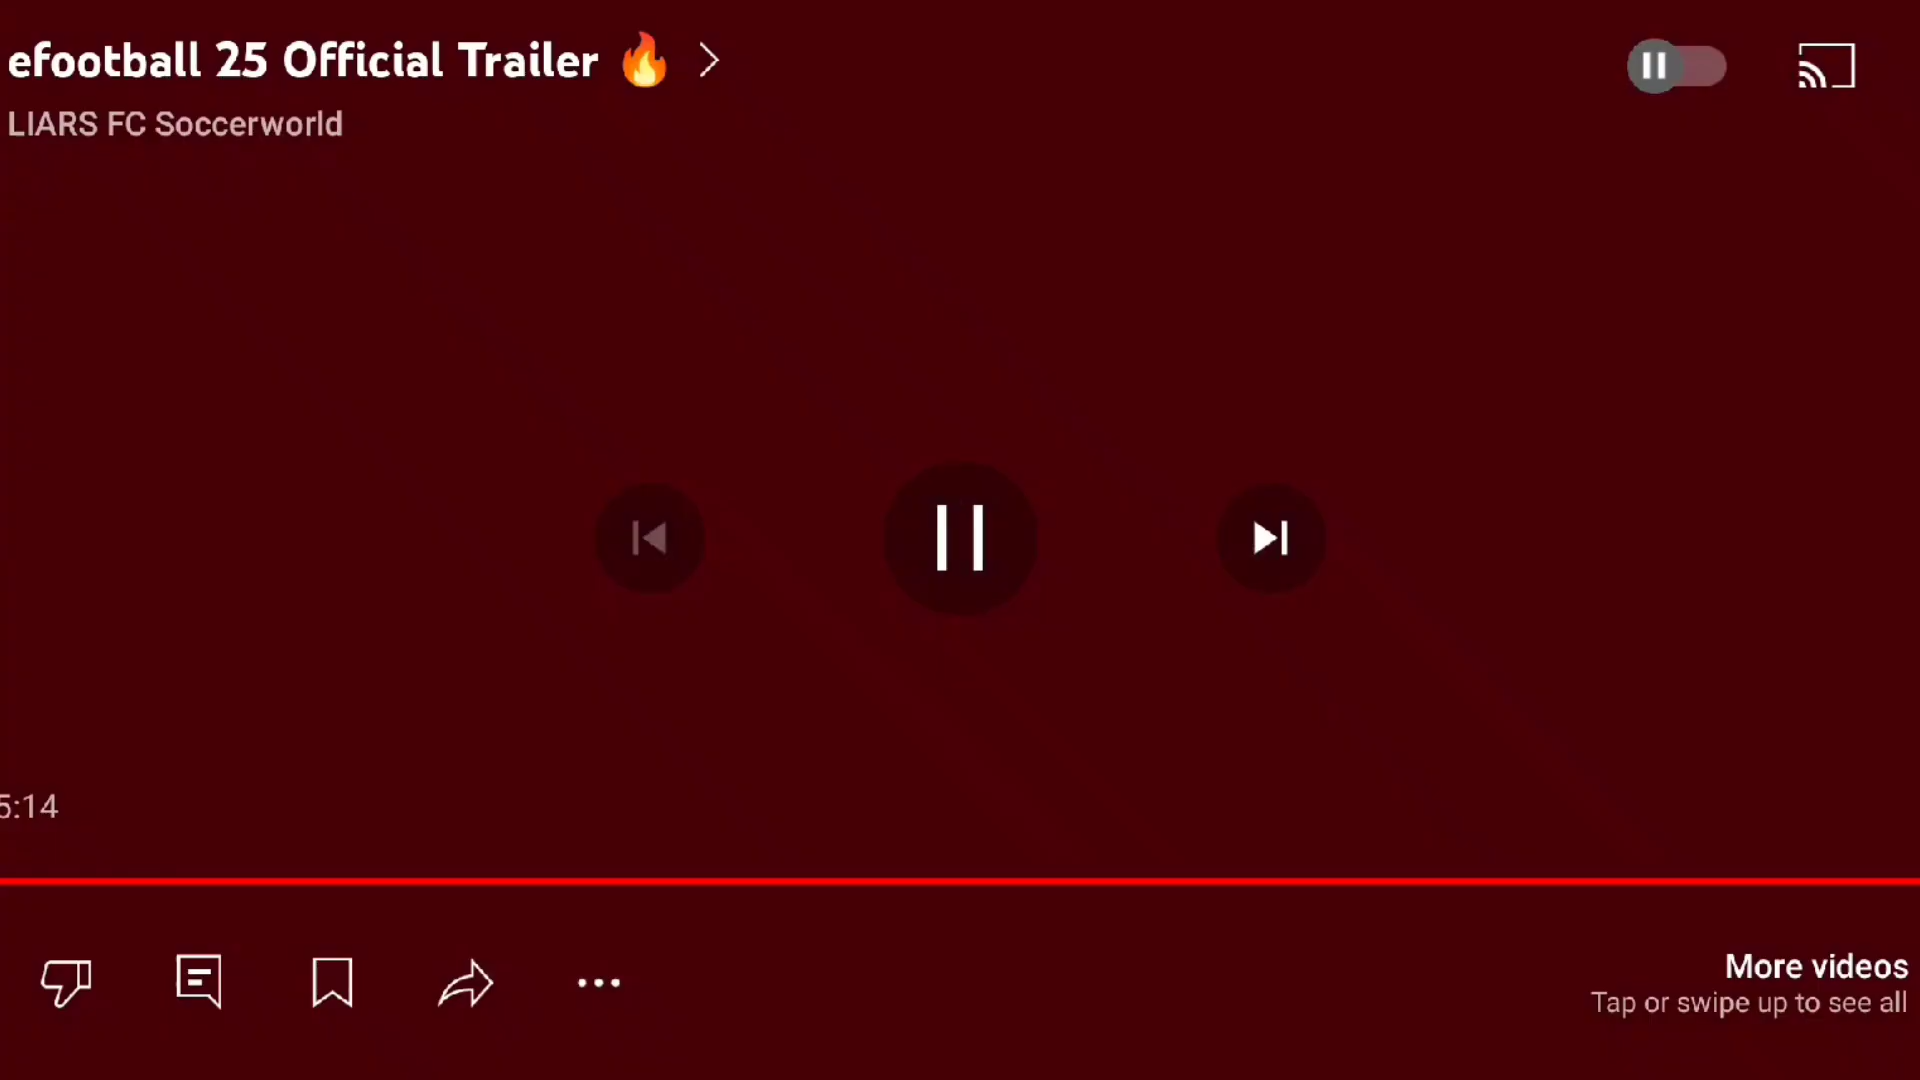 efootball 25 Official Trailer 🔥
LIARS FC Soccerworld
5:14
More videos
Tap or swipe up to see all